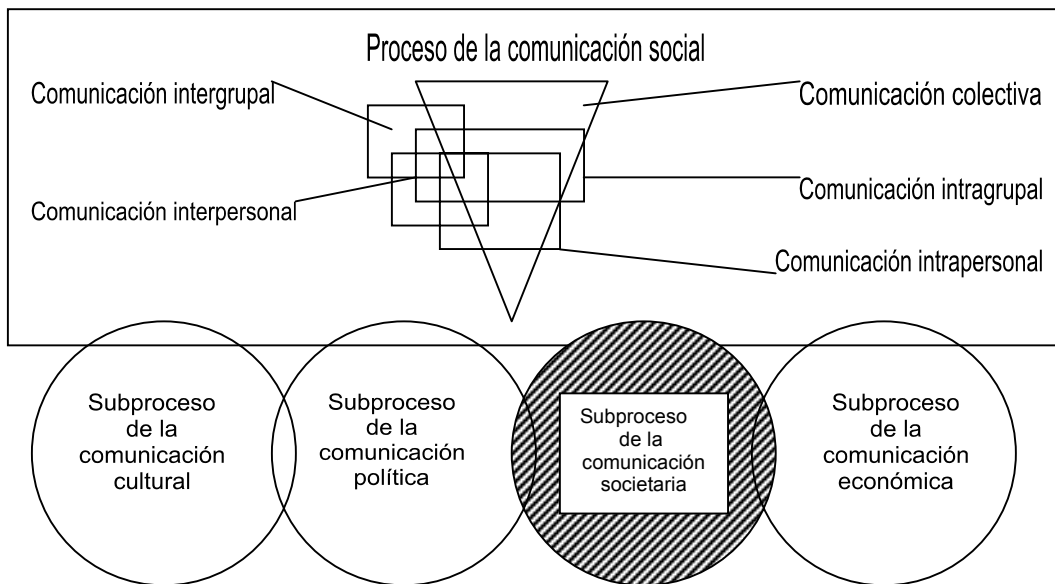 Proceso de la comunicación social
Comunicación intergrupal
Comunicación colectiva
Comunicación interpersonal
Comunicación intragrupal
Comunicación intrapersonal
Subproceso
de la
comunicación
cultural
Subproceso
de la
comunicación
política
Subproceso
de la
comunicación
societaria
Subproceso
de la
comunicación
económica